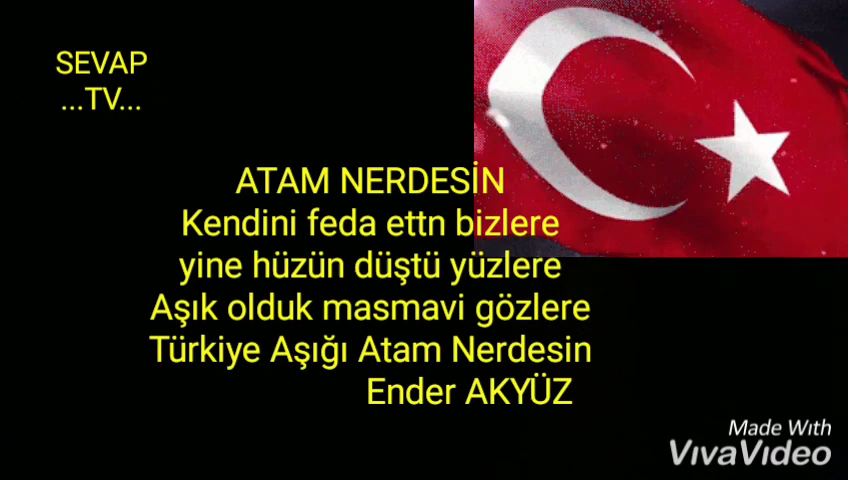 SEVAP
...TV...
ATAM NERDESİN
Kendini feda ettn bizlere
yine hüzün düştü yüzlere
Aşık olduk masmavi gözlere
Türkiye Aşığı Atam Nerdesin
Ender AKYÜZ
Made With
VivaVideo